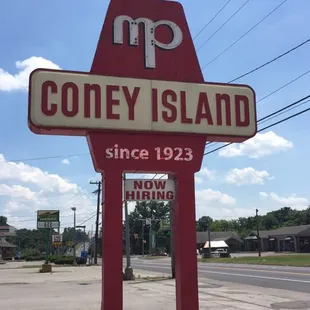 mp
CONEY ISLAND
since 1923
NOW
HIRING